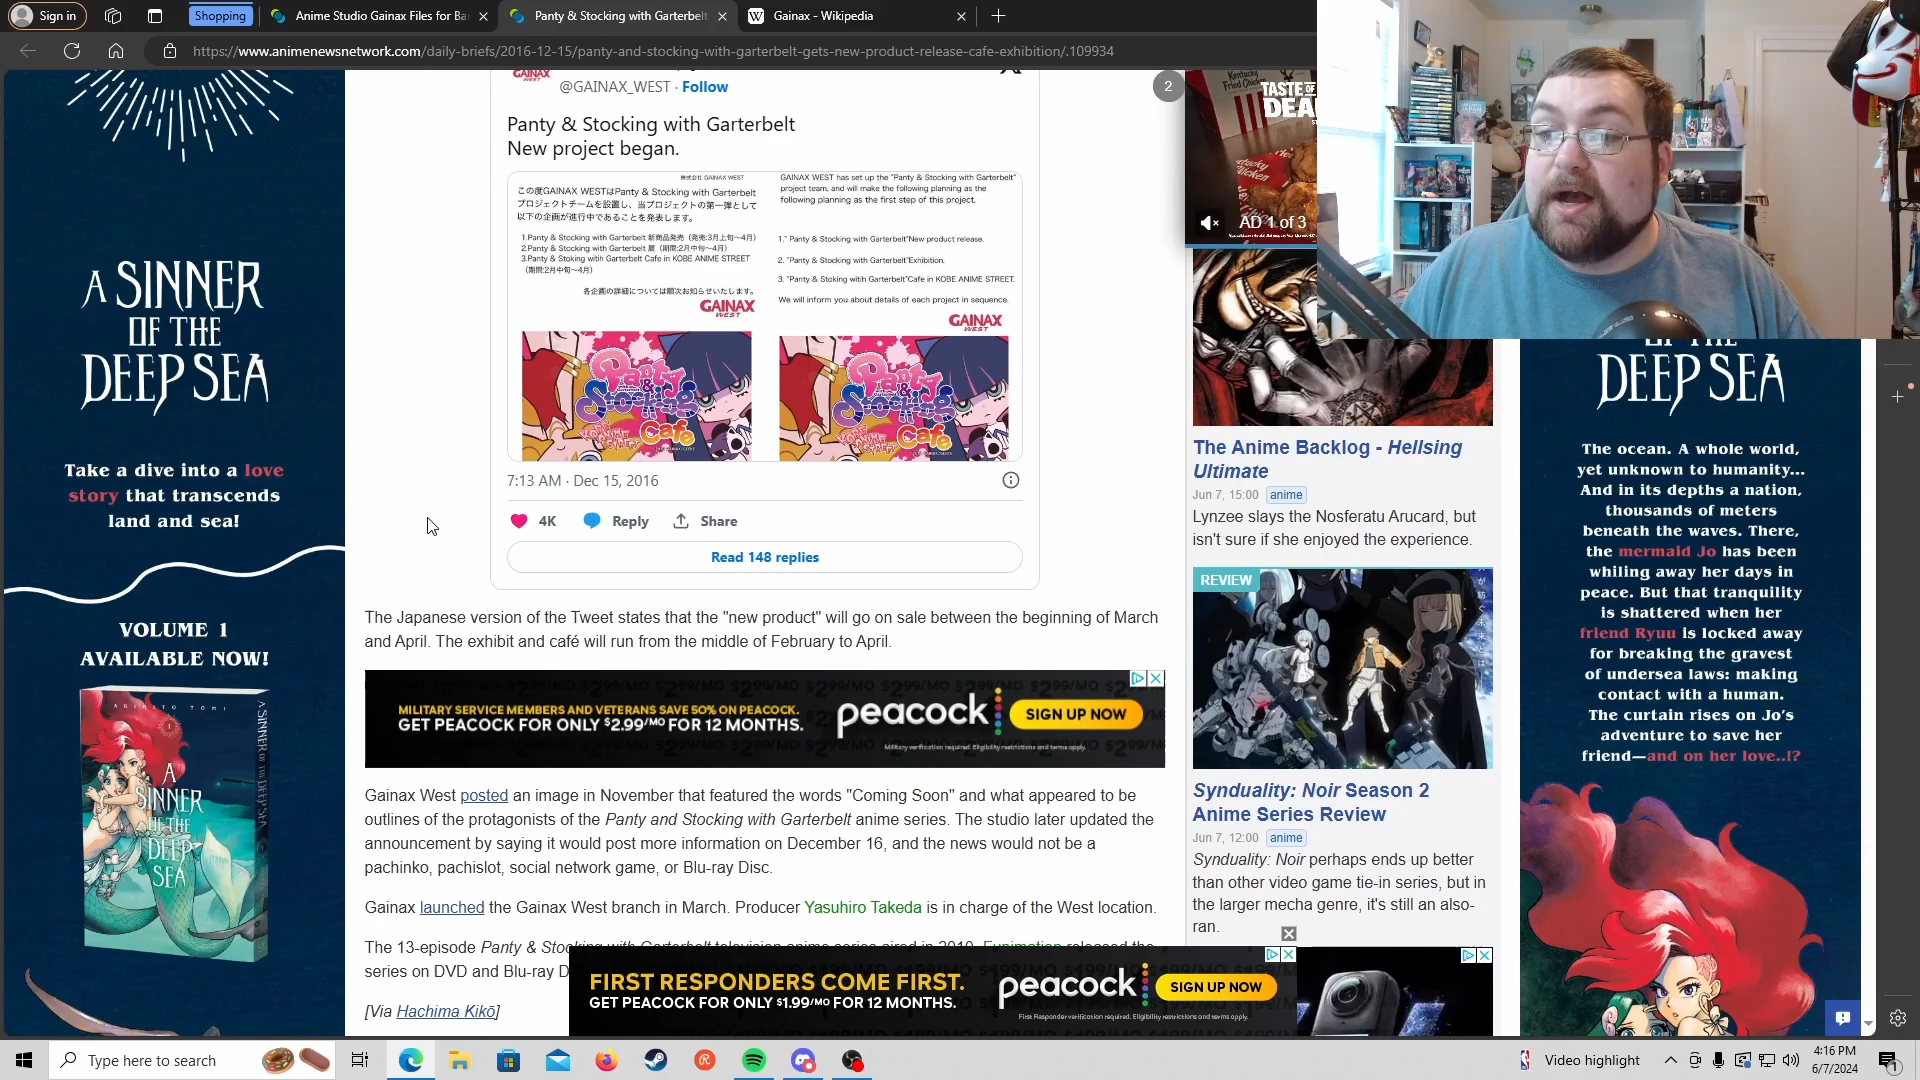 Sign in
Shopping
Anime Studio Gainax Files for Ba
Panty & Stocking with Garterbelt
Gainax - Wikipedia
https://www.animenewsnetwork.com/daily-briefs/2016-12-15/panty-and-stocking-with-garterbelt-gets-new-product-release-cafe-exhibition/.109934
GAINAX
WEST
@GAINAX_WEST · Follow
Panty & Stocking with Garterbelt
New project began.
株式会社 GAINAX WEST
この度GAINAX WESTはPanty & Stocking with Garterbelt
プロジェクトチームを設置し、当プロジェクトの第一弾として
以下の企画が進行中であることを発表します。
1.Panty & Stocking with Garterbelt 新商品発売（発売:3月上旬〜4月）
2.Panty & Stocking with Garterbelt 展（期間:2月中旬〜4月）
3.Panty & Stoking with Garterbelt Cafe in KOBE ANIME STREET
（期間:2月中旬〜4月）
各企画の詳細については順次お知らせいたします。
GAINAX
WEST
GAINAX WEST has set up the "Panty & Stocking with Garterbelt"
project team, and will make the following planning as the
following planning as the first step of this project.
1." Panty & Stocking with Garterbelt"New product release.
2. "Panty & Stocking with Garterbelt"Exhibition.
3. "Panty & Stoking with Garterbelt"Cafe in KOBE ANIME STREET.
We will inform you about details of each project in sequence.
GAINAX
WEST
Panty & Stocking
KOBE ANIME STREET Cafe
Panty & Stocking
KOBE ANIME STREET Cafe
7:13 AM · Dec 15, 2016
4K
Reply
Share
Read 148 replies
The Japanese version of the Tweet states that the "new product" will go on sale between the beginning of March
and April. The exhibit and café will run from the middle of February to April.
MILITARY SERVICE MEMBERS AND VETERANS SAVE 50% ON PEACOCK.
GET PEACOCK FOR ONLY $2.99/MO FOR 12 MONTHS.
peacock
SIGN UP NOW
Military verification required. Eligibility restrictions and terms apply.
Gainax West posted an image in November that featured the words "Coming Soon" and what appeared to be
outlines of the protagonists of the Panty and Stocking with Garterbelt anime series. The studio later updated the
announcement by saying it would post more information on December 16, and the news would not be a
pachinko, pachislot, social network game, or Blu-ray Disc.
Gainax launched the Gainax West branch in March. Producer Yasuhiro Takeda is in charge of the West location.
The 13-episode Panty & Stocking with Garterbelt television anime series aired in 2010. Funimation released the
series on DVD and Blu-ray D
[Via Hachima Kikō]
FIRST RESPONDERS COME FIRST.
GET PEACOCK FOR ONLY $1.99/MO FOR 12 MONTHS.
peacock
SIGN UP NOW
First Responder verification required. Eligibility restrictions and terms apply.
A SINNER
OF THE
DEEP SEA
Take a dive into a love
story that transcends
land and sea!
VOLUME 1
AVAILABLE NOW!
AKIHITO TOMI
A
SINNER
OF THE
DEEP
SEA
A SINNER OF THE DEEP SEA
2
Kentucky
Fried Chicken
TASTE OF
DEA
AD 1 of 3
The Anime Backlog - Hellsing
Ultimate
Jun 7, 15:00 anime
Lynzee slays the Nosferatu Arucard, but
isn't sure if she enjoyed the experience.
REVIEW
Synduality: Noir Season 2
Anime Series Review
Jun 7, 12:00 anime
Synduality: Noir perhaps ends up better
than other video game tie-in series, but in
the larger mecha genre, it's still an also-
ran.
OF THE
DEEP SEA
The ocean. A whole world,
yet unknown to humanity...
And in its depths a nation,
thousands of meters
beneath the waves. There,
the mermaid Jo has been
whiling away her days in
peace. But that tranquility
is shattered when her
friend Ryuu is locked away
for breaking the gravest
of undersea laws: making
contact with a human.
The curtain rises on Jo's
adventure to save her
friend—and on her love..!?
Type here to search
Video highlight
4:16 PM
6/7/2024
1